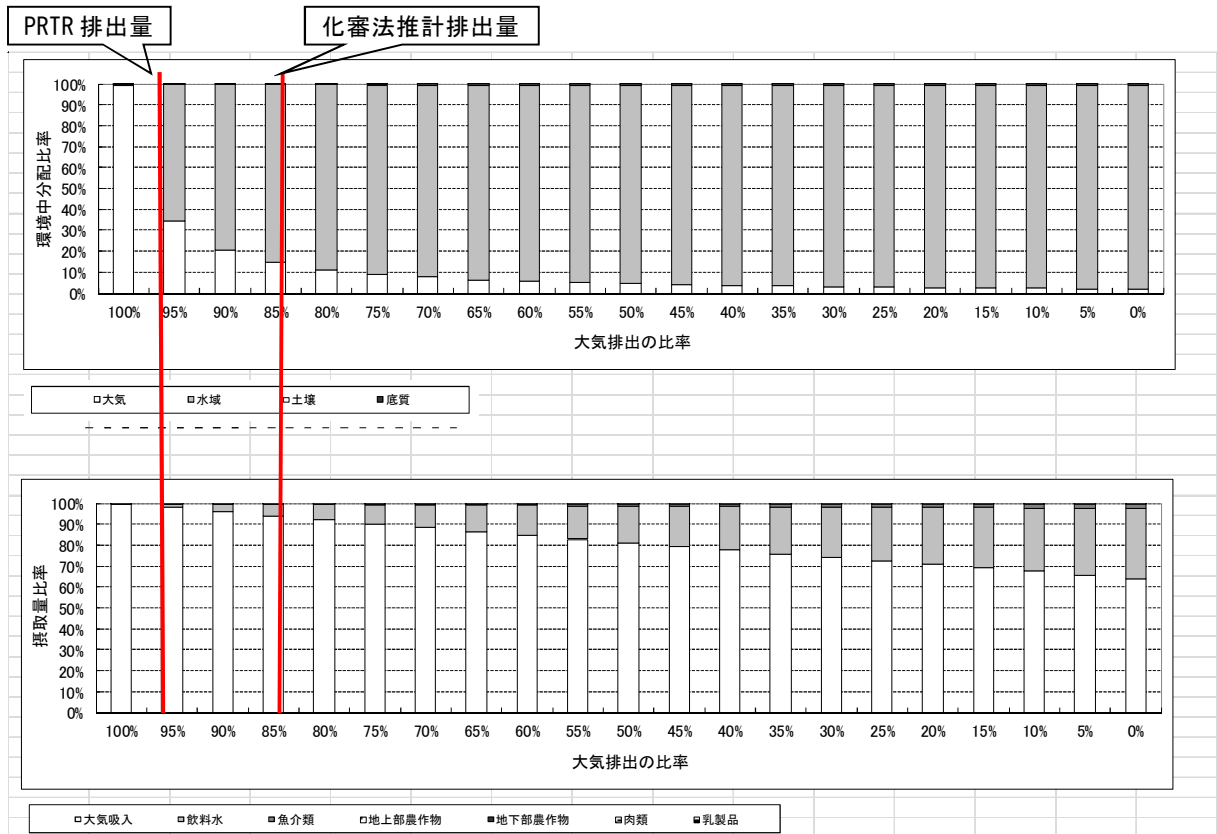 PRTR 排出量
化審法推計排出量
100%
90%
80%
70%
60%
50%
40%
30%
20%
10%
0%
環境中分配比率
100% 95% 90% 85% 80% 75% 70% 65% 60% 55% 50% 45% 40% 35% 30% 25% 20% 15% 10% 5% 0%
大気排出の比率
□大気 ■水域 □土壌 ■底質
100%
90%
80%
70%
60%
50%
40%
30%
20%
10%
0%
摂取量比率
100% 95% 90% 85% 80% 75% 70% 65% 60% 55% 50% 45% 40% 35% 30% 25% 20% 15% 10% 5% 0%
大気排出の比率
□大気吸入 ■飲料水 ■魚介類 □地上部農作物 ■地下部農作物 ■肉類 ■乳製品